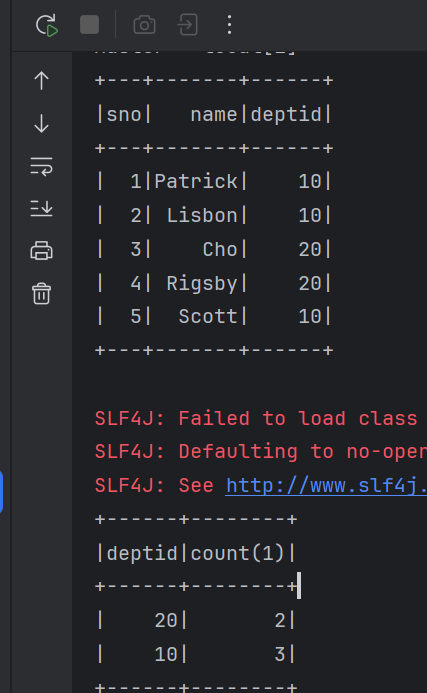 +---+-------+------+
|sno|   name|deptid|
+---+-------+------+
|  1|Patrick|    10|
|  2| Lisbon|    10|
|  3|    Cho|    20|
|  4| Rigsby|    20|
|  5|  Scott|    10|
+---+-------+------+
SLF4J: Failed to load class
SLF4J: Defaulting to no-oper
SLF4J: See http://www.slf4j.
+------+--------+
|deptid|count(1)|
+------+--------+
|    20|       2|
|    10|       3|
+------+--------+